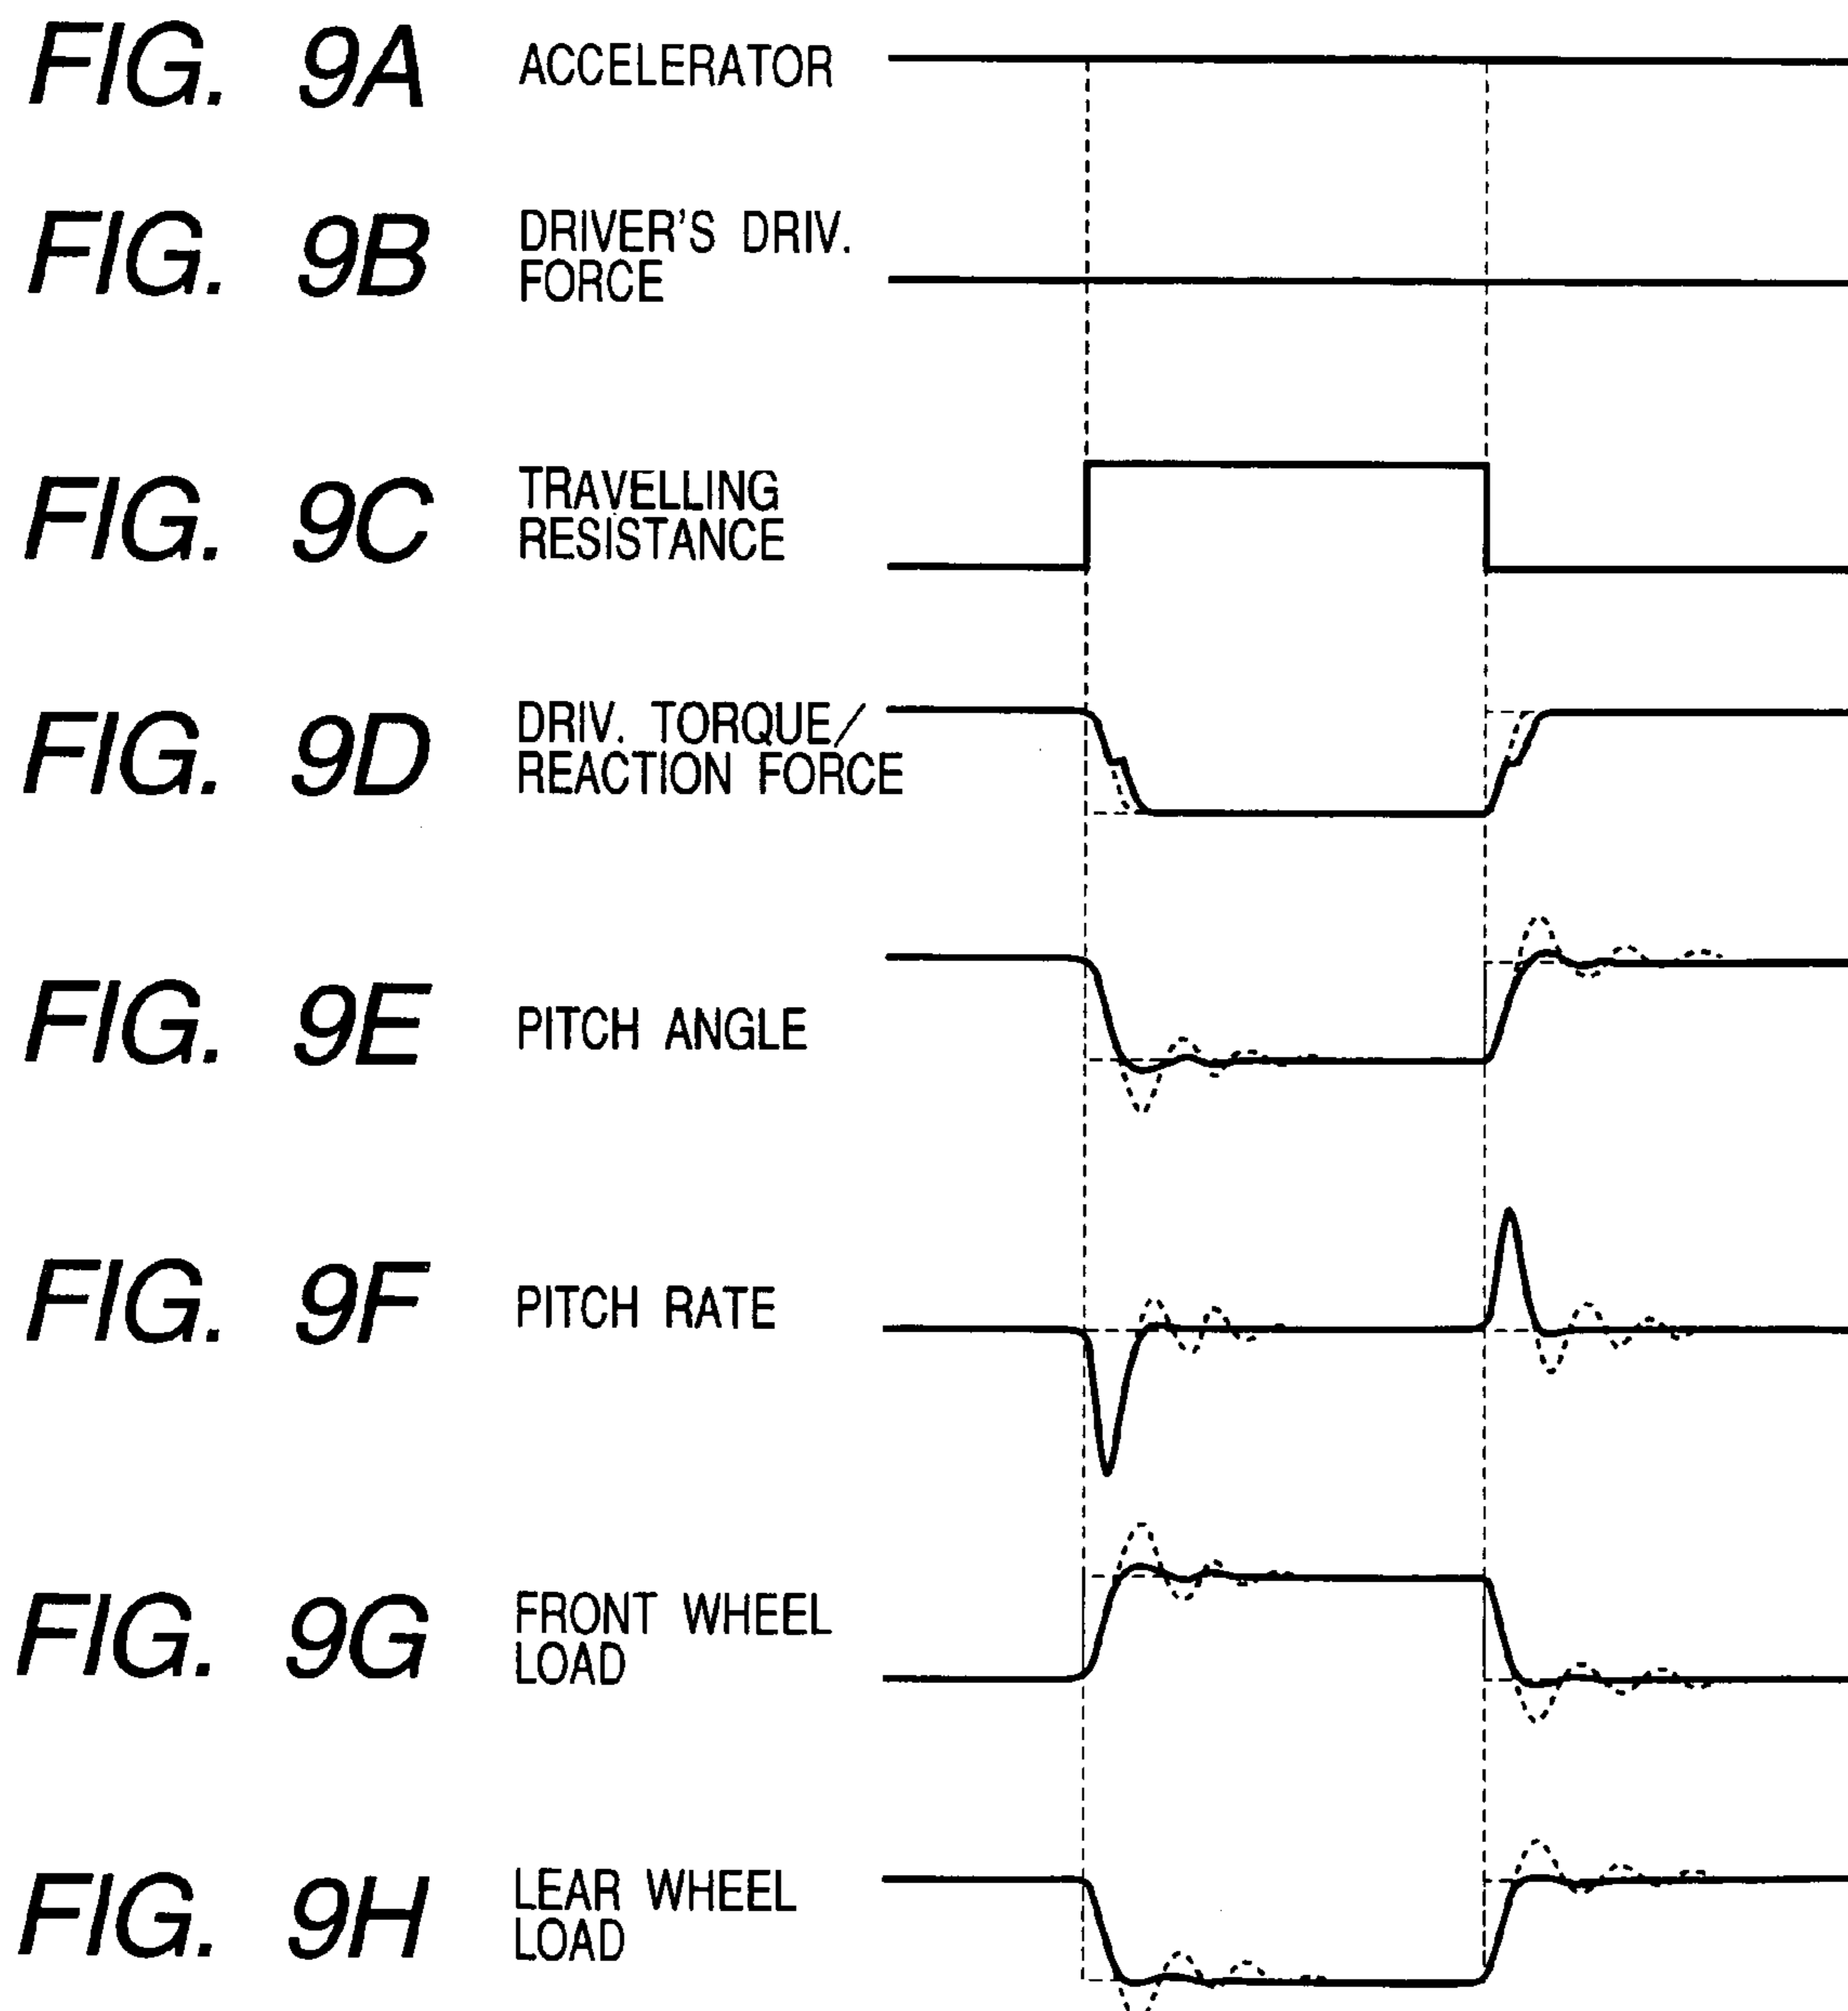 FIG. 9A ACCELERATOR
FIG. 9B DRIVER'S DRIV.
FORCE
FIG. 9C TRAVELLING
RESISTANCE
FIG. 9D DRIV. TORQUE/
REACTION FORCE
FIG. 9E PITCH ANGLE
FIG. 9F PITCH RATE
FIG. 9G FRONT WHEEL
LOAD
FIG. 9H LEAR WHEEL
LOAD